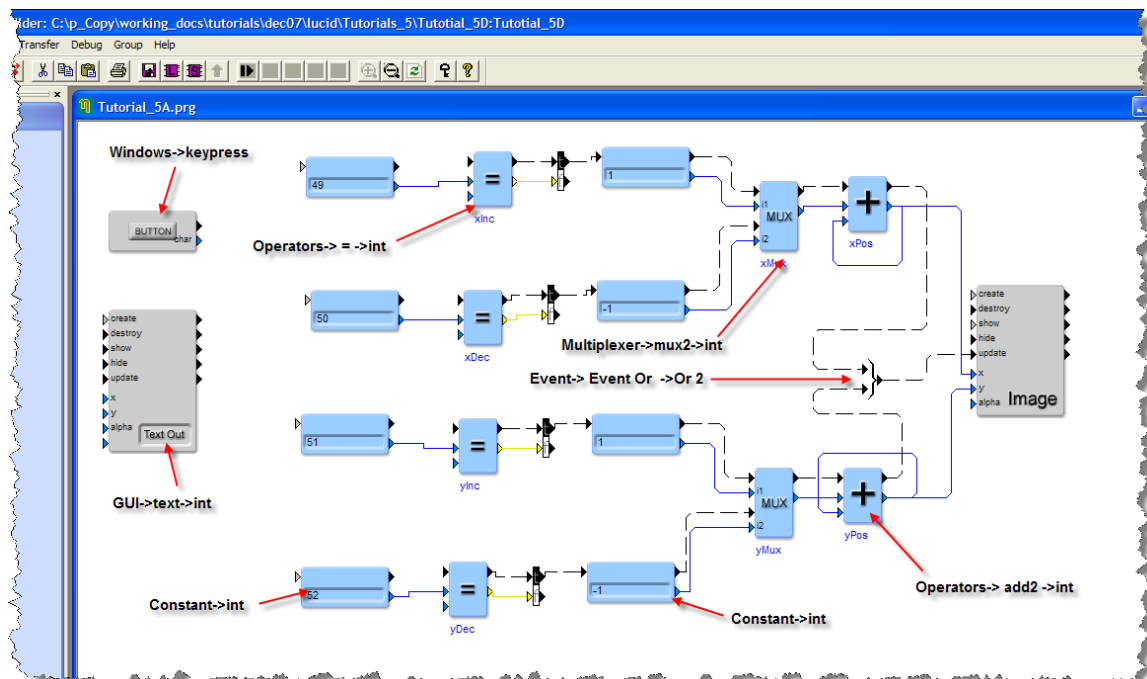 ider: C:\p_Copy\working_docs\tutorials\dec07\lucid\Tutorials_5\Tutotial_5D:Tutotial_5D
Transfer Debug Group Help
Tutorial_5A.prg
Windows->keypress
BUTTON
char
Operators-> = ->int
49
=
xInc
1
i1
MUX
i2
xMux
+
xPos
50
=
xDec
-1
Multiplexer->mux2->int
Event-> Event Or ->Or 2
create
destroy
show
hide
update
x
y
alpha
Text Out
GUI->text->int
create
destroy
show
hide
update
x
y
alpha
Image
51
=
yInc
1
i1
MUX
i2
yMux
+
yPos
Operators-> add2 ->int
Constant->int
52
=
yDec
-1
Constant->int